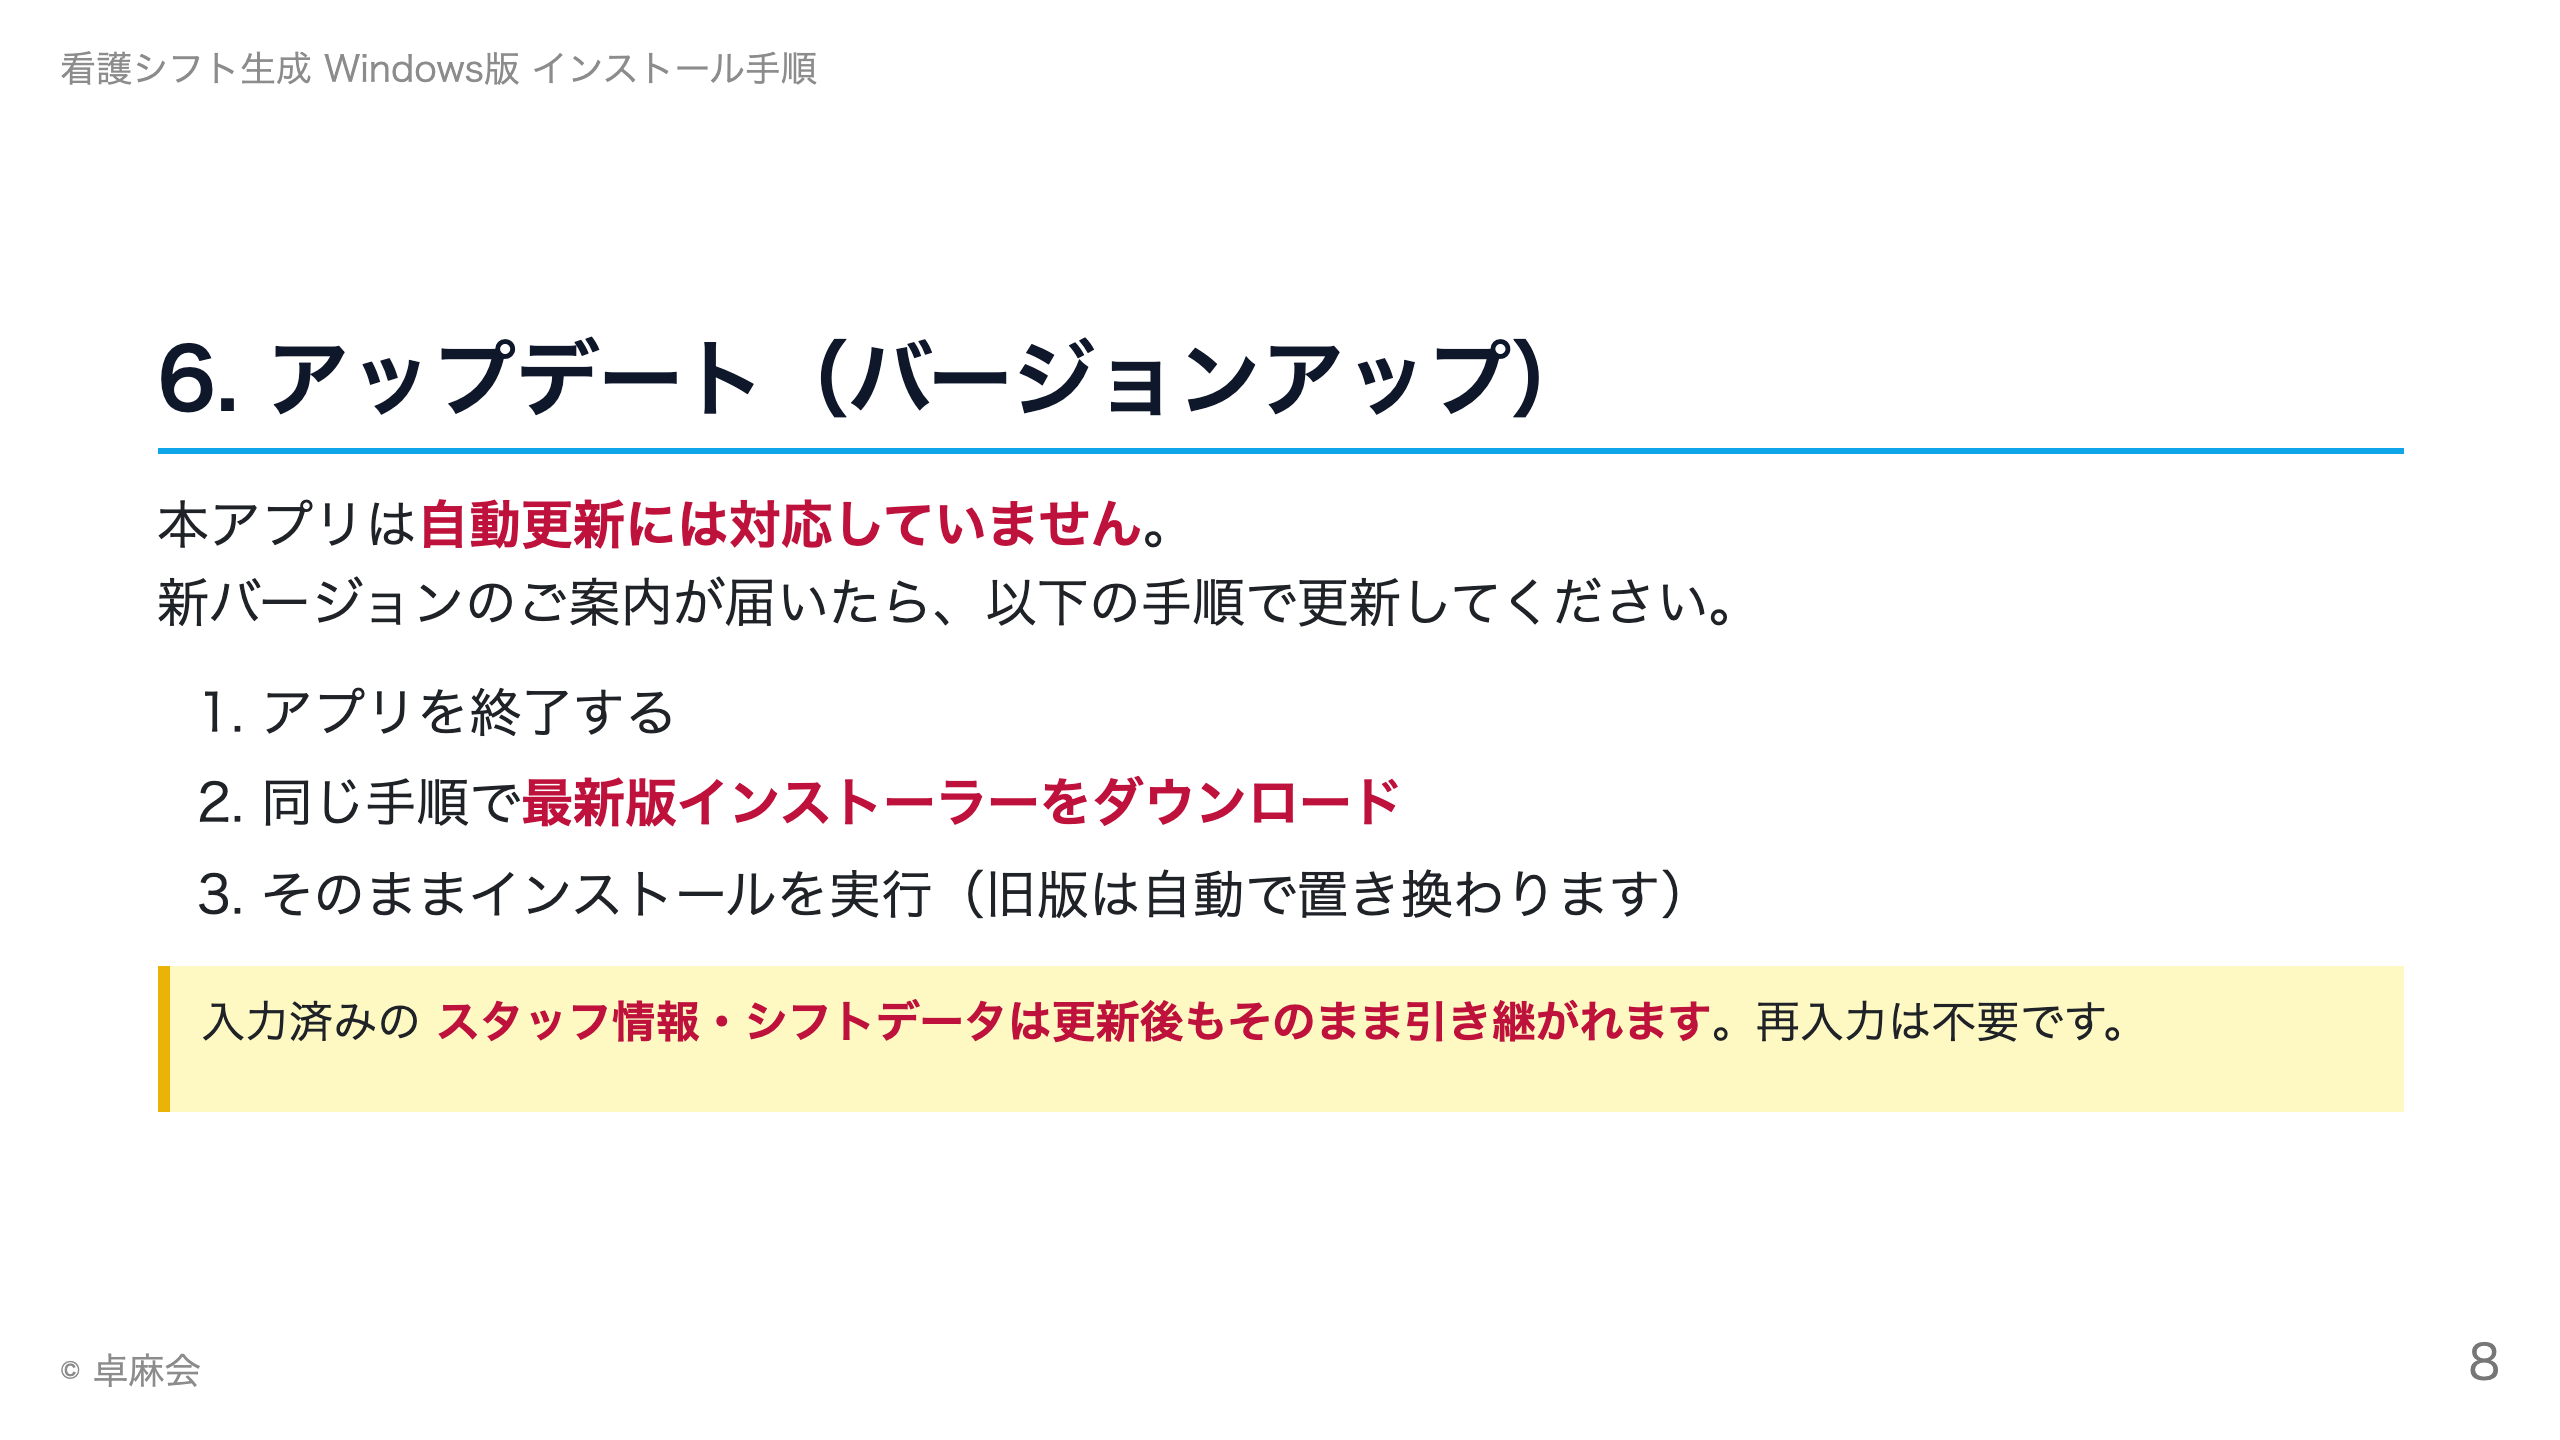 看護シフト生成 Windows版 インストール手順
6. アップデート（バージョンアップ）
本アプリは自動更新には対応していません。
新バージョンのご案内が届いたら、以下の手順で更新してください。
1. アプリを終了する
2. 同じ手順で最新版インストーラーをダウンロード
3. そのままインストールを実行（旧版は自動で置き換わります）
入力済みの スタッフ情報・シフトデータは更新後もそのまま引き継がれます。再入力は不要です。
© 卓麻会
8